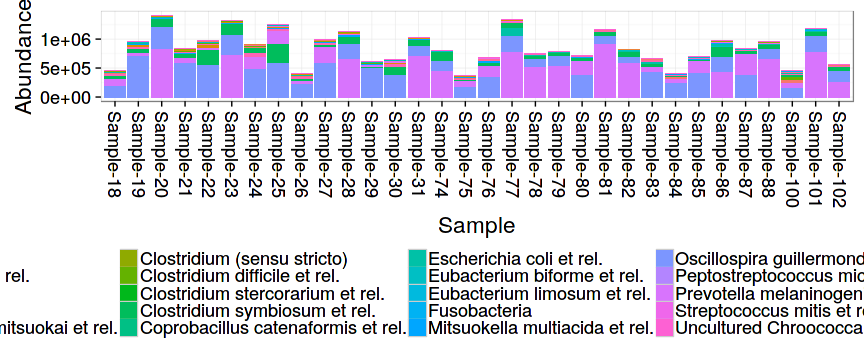 Abundance
1e+06
5e+05
0e+00
Sample-18
Sample-19
Sample-20
Sample-21
Sample-22
Sample-23
Sample-24
Sample-25
Sample-26
Sample-27
Sample-28
Sample-29
Sample-30
Sample-31
Sample-74
Sample-75
Sample-76
Sample-77
Sample-78
Sample-79
Sample-80
Sample-81
Sample-82
Sample-83
Sample-84
Sample-85
Sample-86
Sample-87
Sample-88
Sample-100
Sample-101
Sample-102
Sample
rel.
mitsuokai et rel.
Clostridium (sensu stricto)
Clostridium difficile et rel.
Clostridium stercorarium et rel.
Clostridium symbiosum et rel.
Coprobacillus catenaformis et rel.
Escherichia coli et rel.
Eubacterium biforme et rel.
Eubacterium limosum et rel.
Fusobacteria
Mitsuokella multiacida et rel.
Oscillospira guillermond
Peptostreptococcus mic
Prevotella melaninogen
Streptococcus mitis et re
Uncultured Chroococca